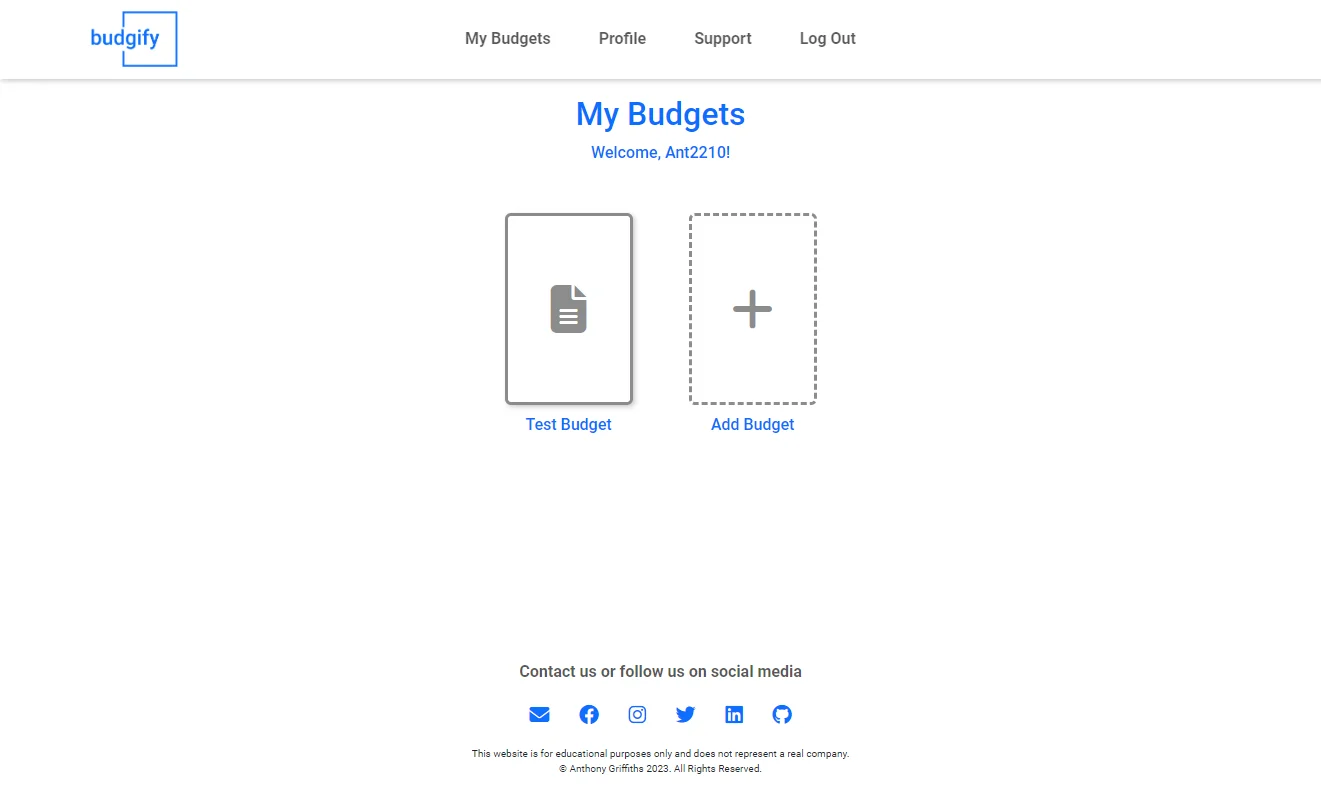 budgify
My Budgets Profile Support Log Out
My Budgets
Welcome, Ant2210!
Test Budget Add Budget
Contact us or follow us on social media
This website is for educational purposes only and does not represent a real company.
© Anthony Griffiths 2023. All Rights Reserved.